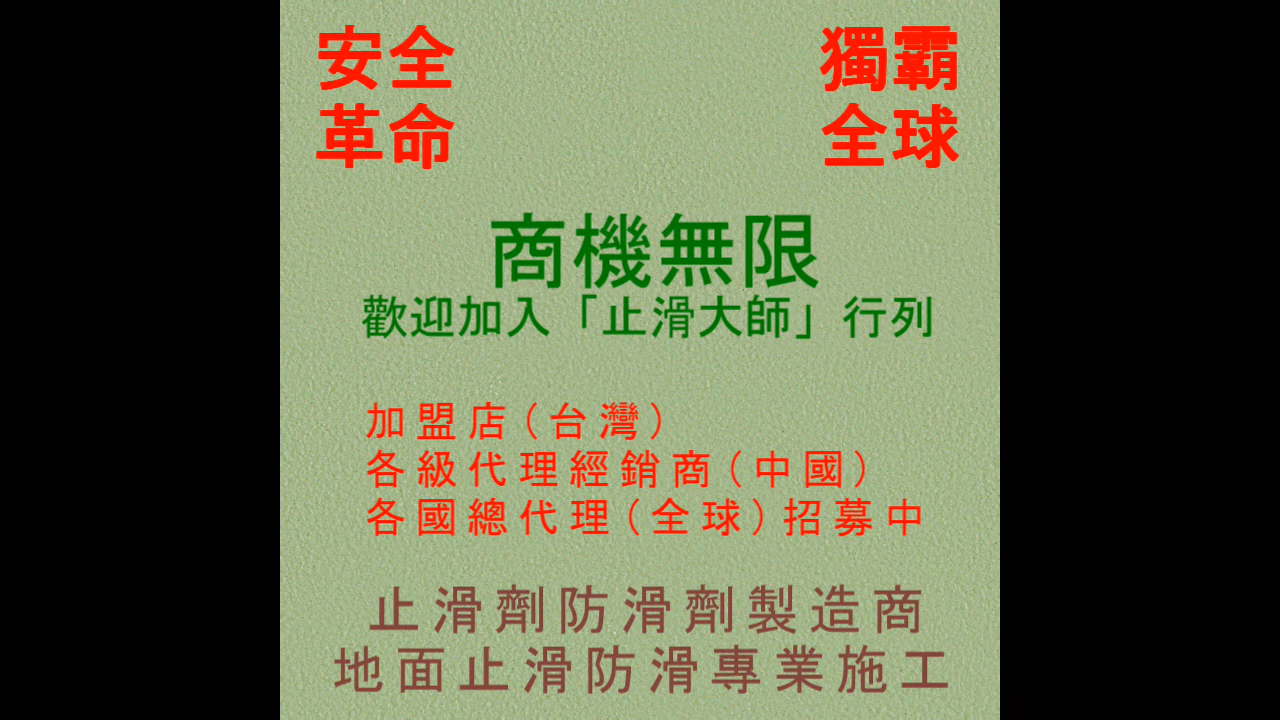 安全 獨霸
革命 全球
商機無限
歡迎加入「止滑大師」行列
加盟店(台灣)
各級代理經銷商(中國)
各國總代理(全球)招募中
止滑劑防滑劑製造商
地面止滑防滑專業施工